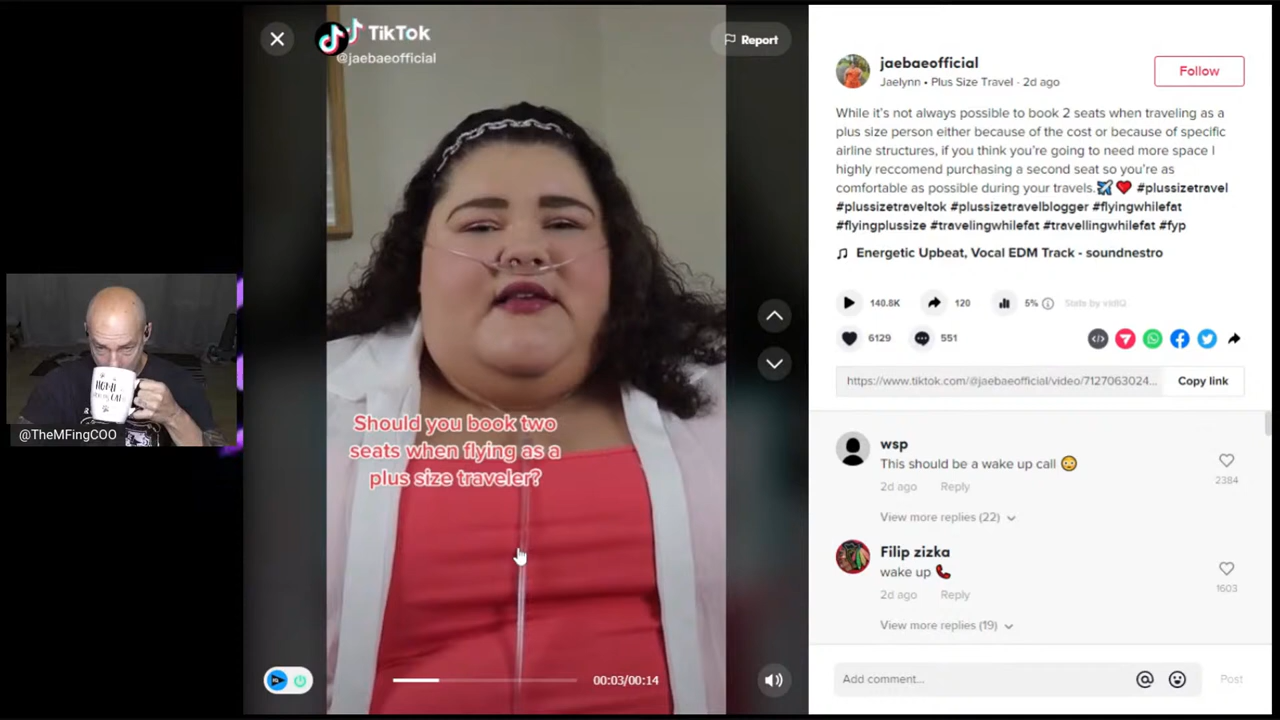 TikTok
@jaebaeofficial
Report
Should you book two
seats when flying as a
plus size traveler?
00:03/00:14
@TheMFingCOO
jaebaeofficial
Jaelynn • Plus Size Travel · 2d ago
Follow
While it's not always possible to book 2 seats when traveling as a
plus size person either because of the cost or because of specific
airline structures, if you think you're going to need more space I
highly reccomend purchasing a second seat so you're as
comfortable as possible during your travels.✈️ ❤️ #plussizetravel
#plussizetraveltok #plussizetravelblogger #flyingwhilefat
#flyingplussize #travelingwhilefat #travellingwhilefat #fyp
Energetic Upbeat, Vocal EDM Track - soundnestro
140.8K 120 5% Stats by vidIQ
6129 551
https://www.tiktok.com/@jaebaeofficial/video/7127063024... Copy link
wsp
This should be a wake up call 😳
2384
2d ago Reply
View more replies (22)
Filip zizka
wake up 📞
1603
2d ago Reply
View more replies (19)
Add comment... @ Post